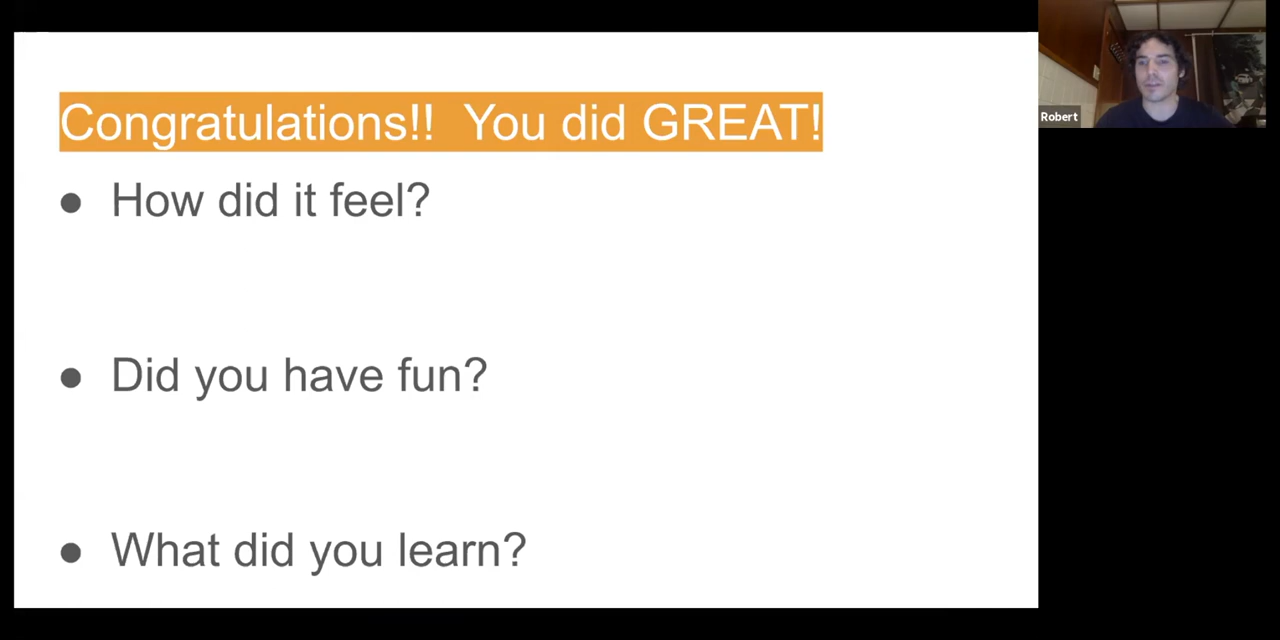 Congratulations!! You did GREAT!
● How did it feel?
● Did you have fun?
● What did you learn?
Robert